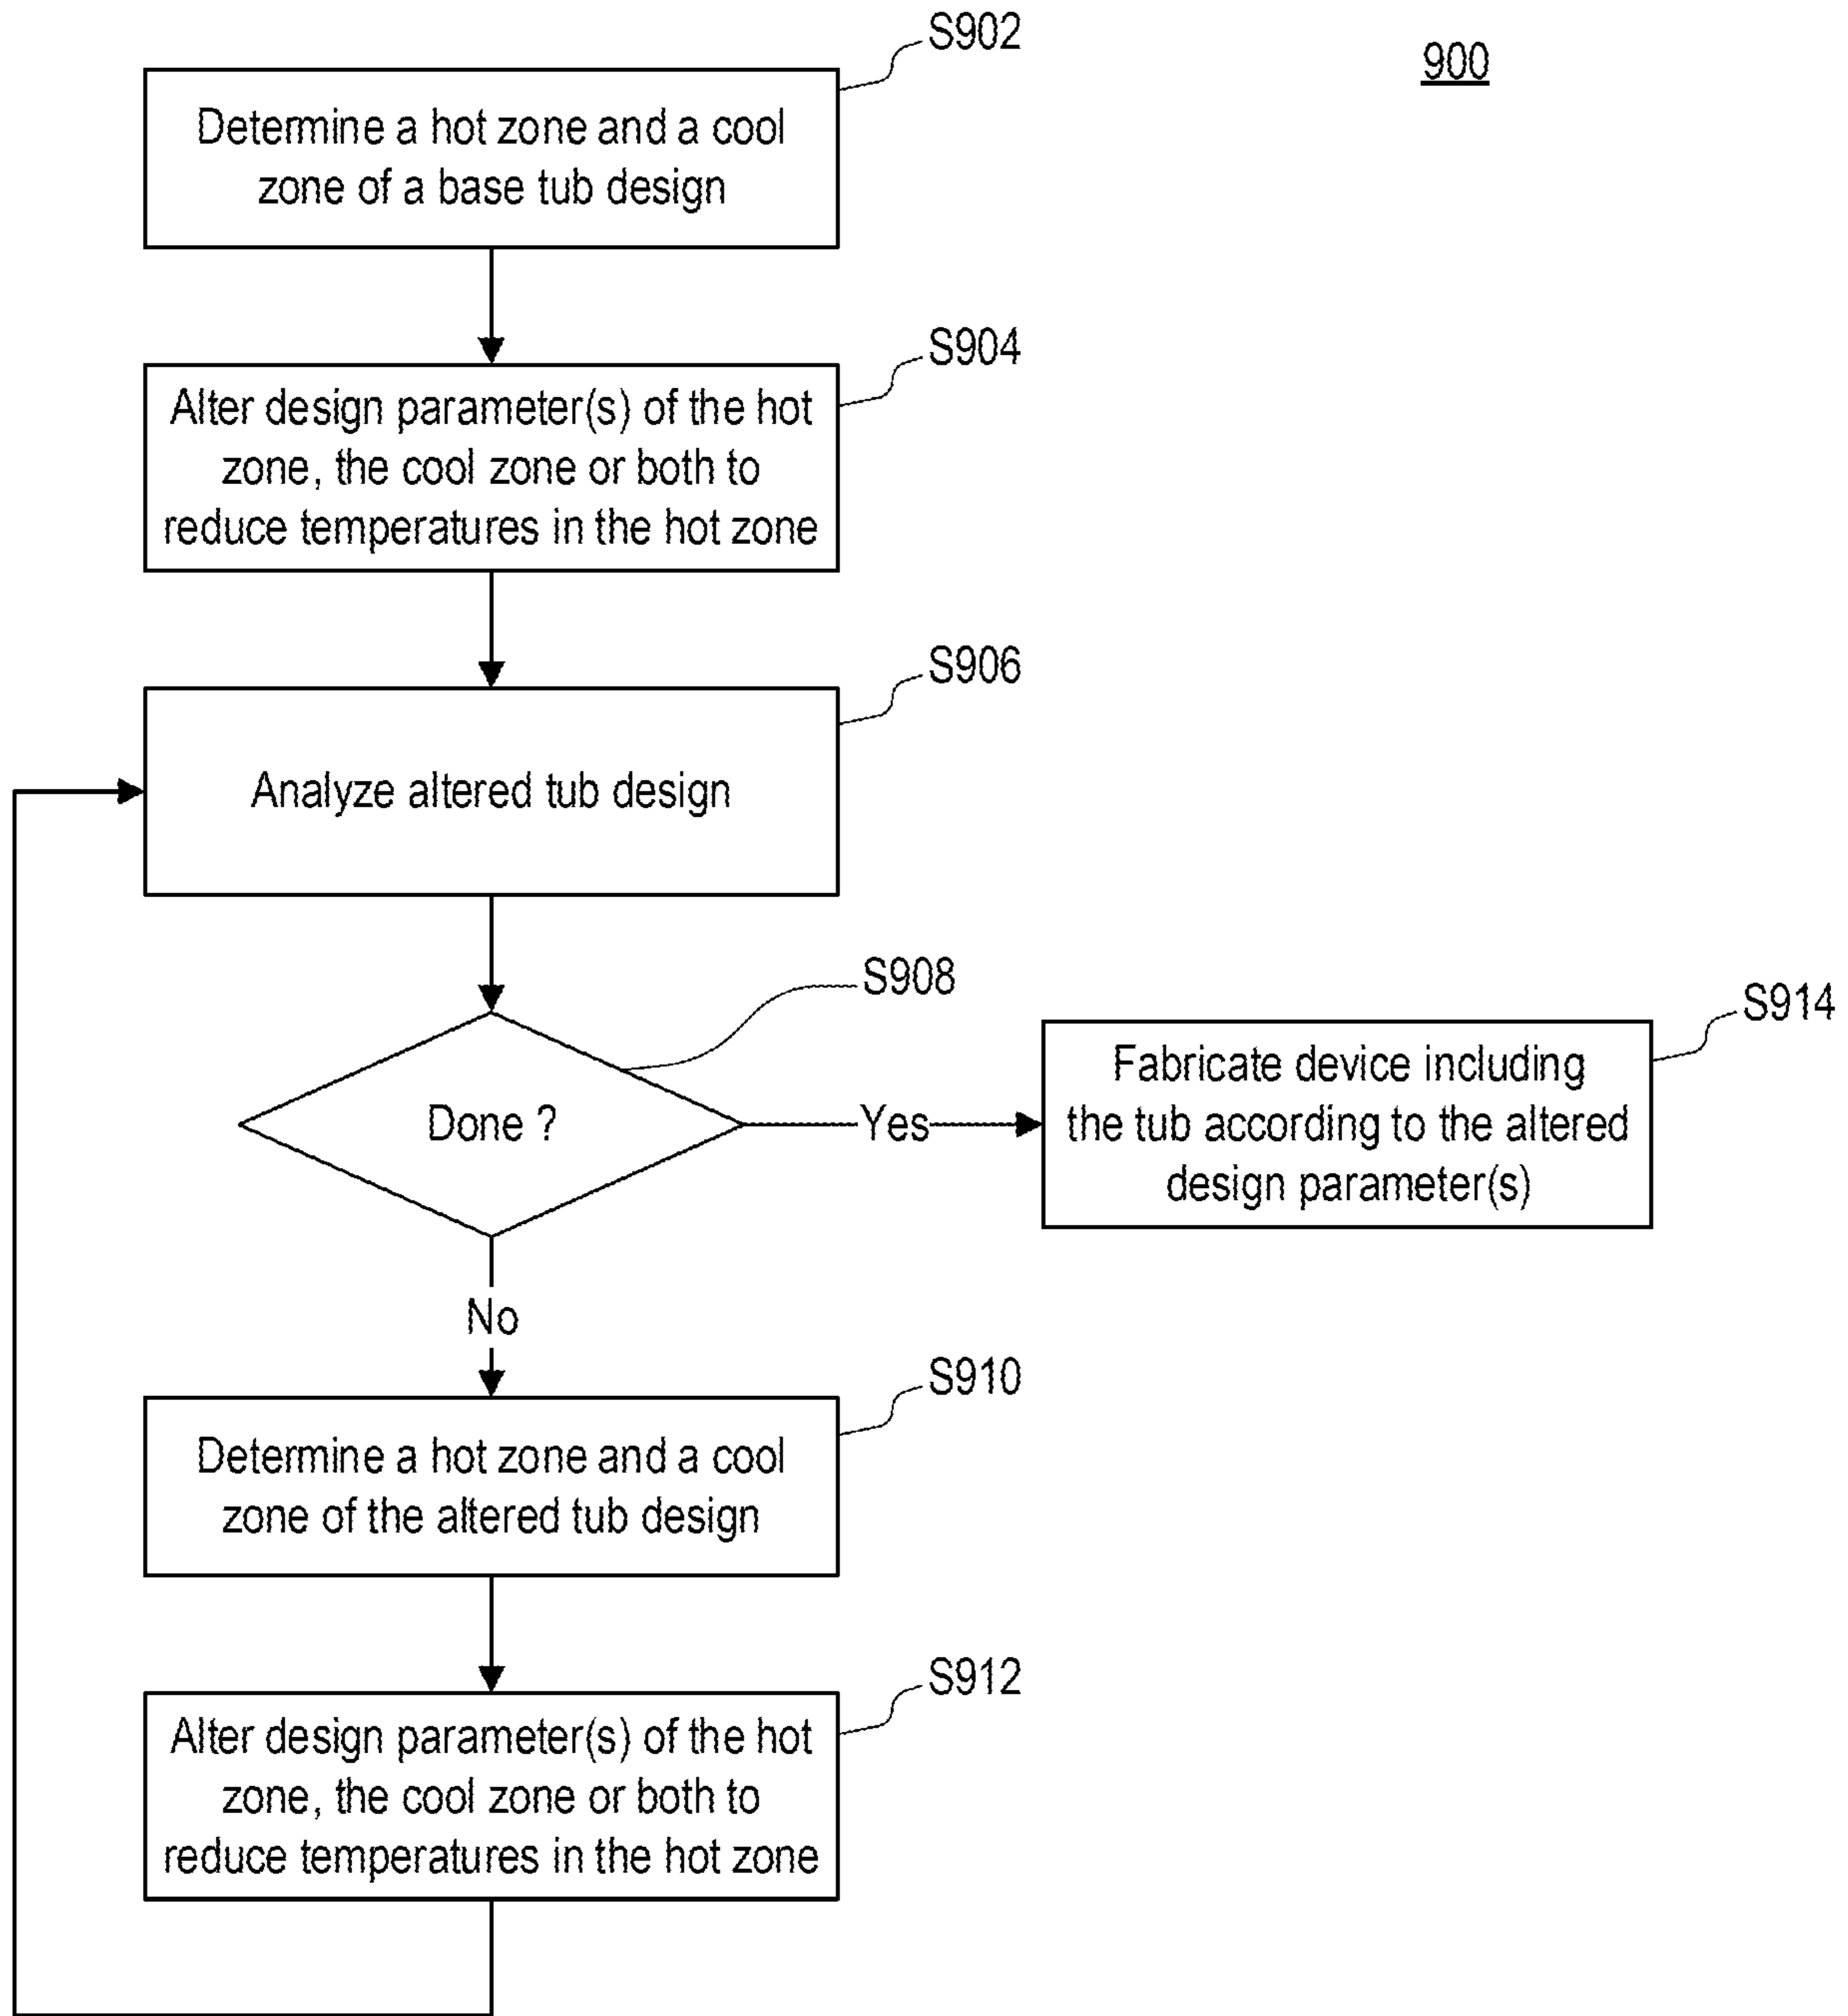 900
S902
Determine a hot zone and a cool
zone of a base tub design
S904
Alter design parameter(s) of the hot
zone, the cool zone or both to
reduce temperatures in the hot zone
S906
Analyze altered tub design
S908
Done ?
Yes
S914
Fabricate device including
the tub according to the altered
design parameter(s)
No
S910
Determine a hot zone and a cool
zone of the altered tub design
S912
Alter design parameter(s) of the hot
zone, the cool zone or both to
reduce temperatures in the hot zone